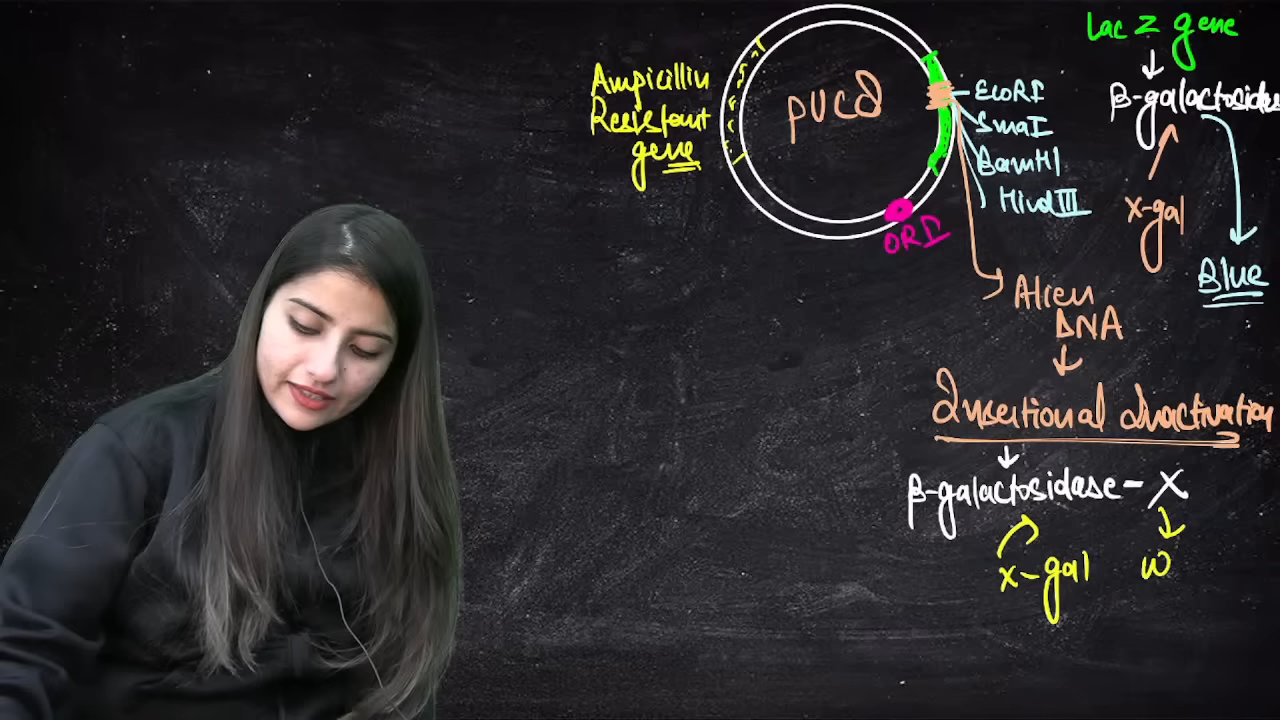 Lac Z gene
β-galactosidase
X-gal
Blue
Ampicillin
Resistant
gene
pUC8
EcoRI
SmaI
BamHI
HindIII
ORI
Alien
DNA
Insertional Inactivation
β-galactosidase - X
X-gal
W